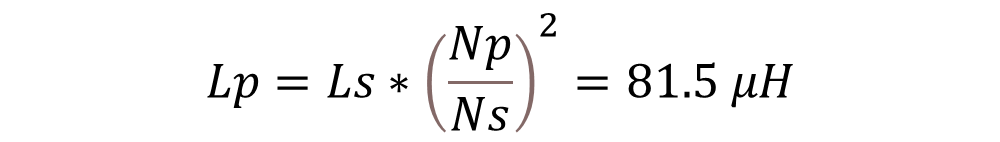 Lp = Ls * (Np/Ns)² = 81.5 μH